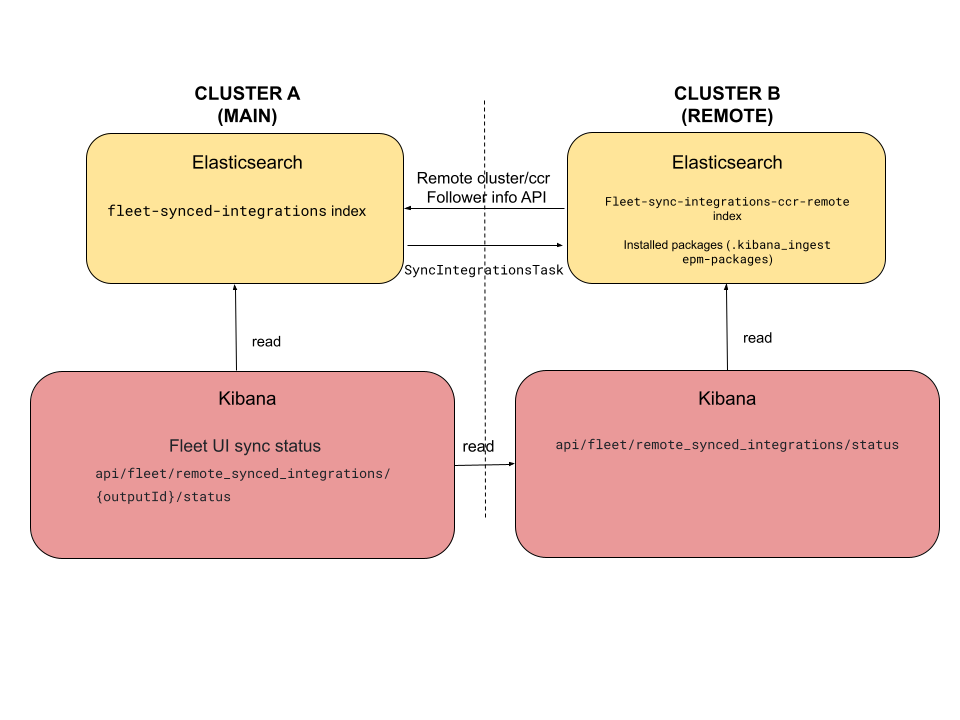 CLUSTER A
(MAIN)
CLUSTER B
(REMOTE)
Elasticsearch
fleet-synced-integrations index
Remote cluster/ccr
Follower info API
SyncIntegrationsTask
Elasticsearch
Fleet-sync-integrations-ccr-remote
index
Installed packages (.kibana_ingest
epm-packages)
read
read
Kibana
Fleet UI sync status
api/fleet/remote_synced_integrations/
{outputId}/status
read
Kibana
api/fleet/remote_synced_integrations/status